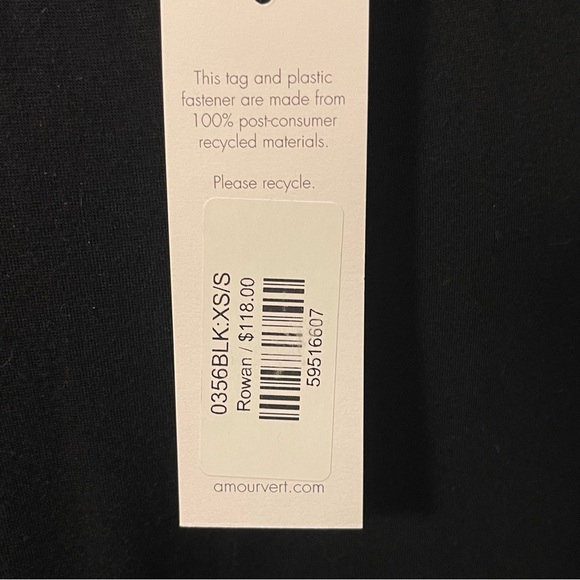 This tag and plastic
fastener are made from
100% post-consumer
recycled materials.
Please recycle.
0356BLK:XS/S
Rowan / $118.00
59516607
amourvert.com